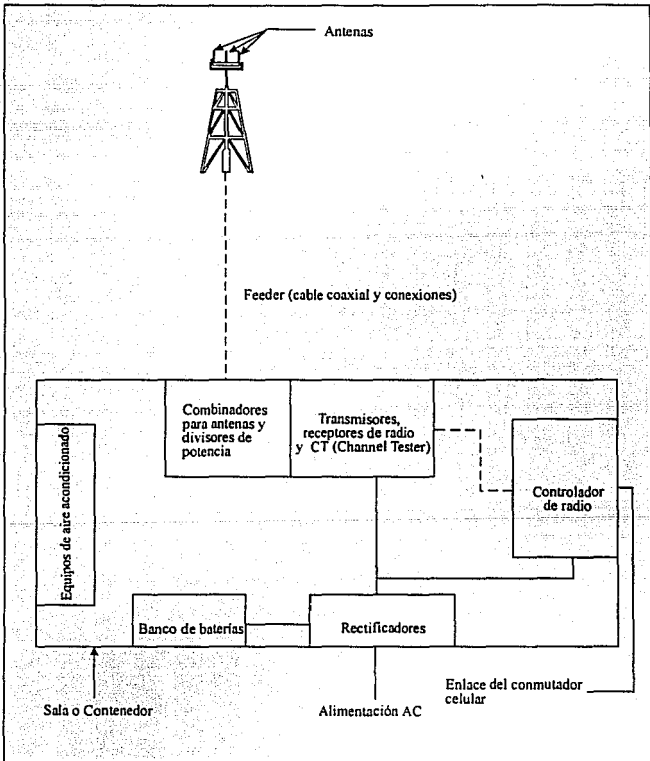 Antenas
Feeder (cable coaxial y conexiones)
Combinadores
para antenas y
divisores de
potencia
Transmisores,
receptores de radio
y CT (Channel Tester)
Equipos de aire acondicionado
Controlador
de radio
Banco de baterías
Rectificadores
Sala o Contenedor
Alimentación AC
Enlace del conmutador
celular